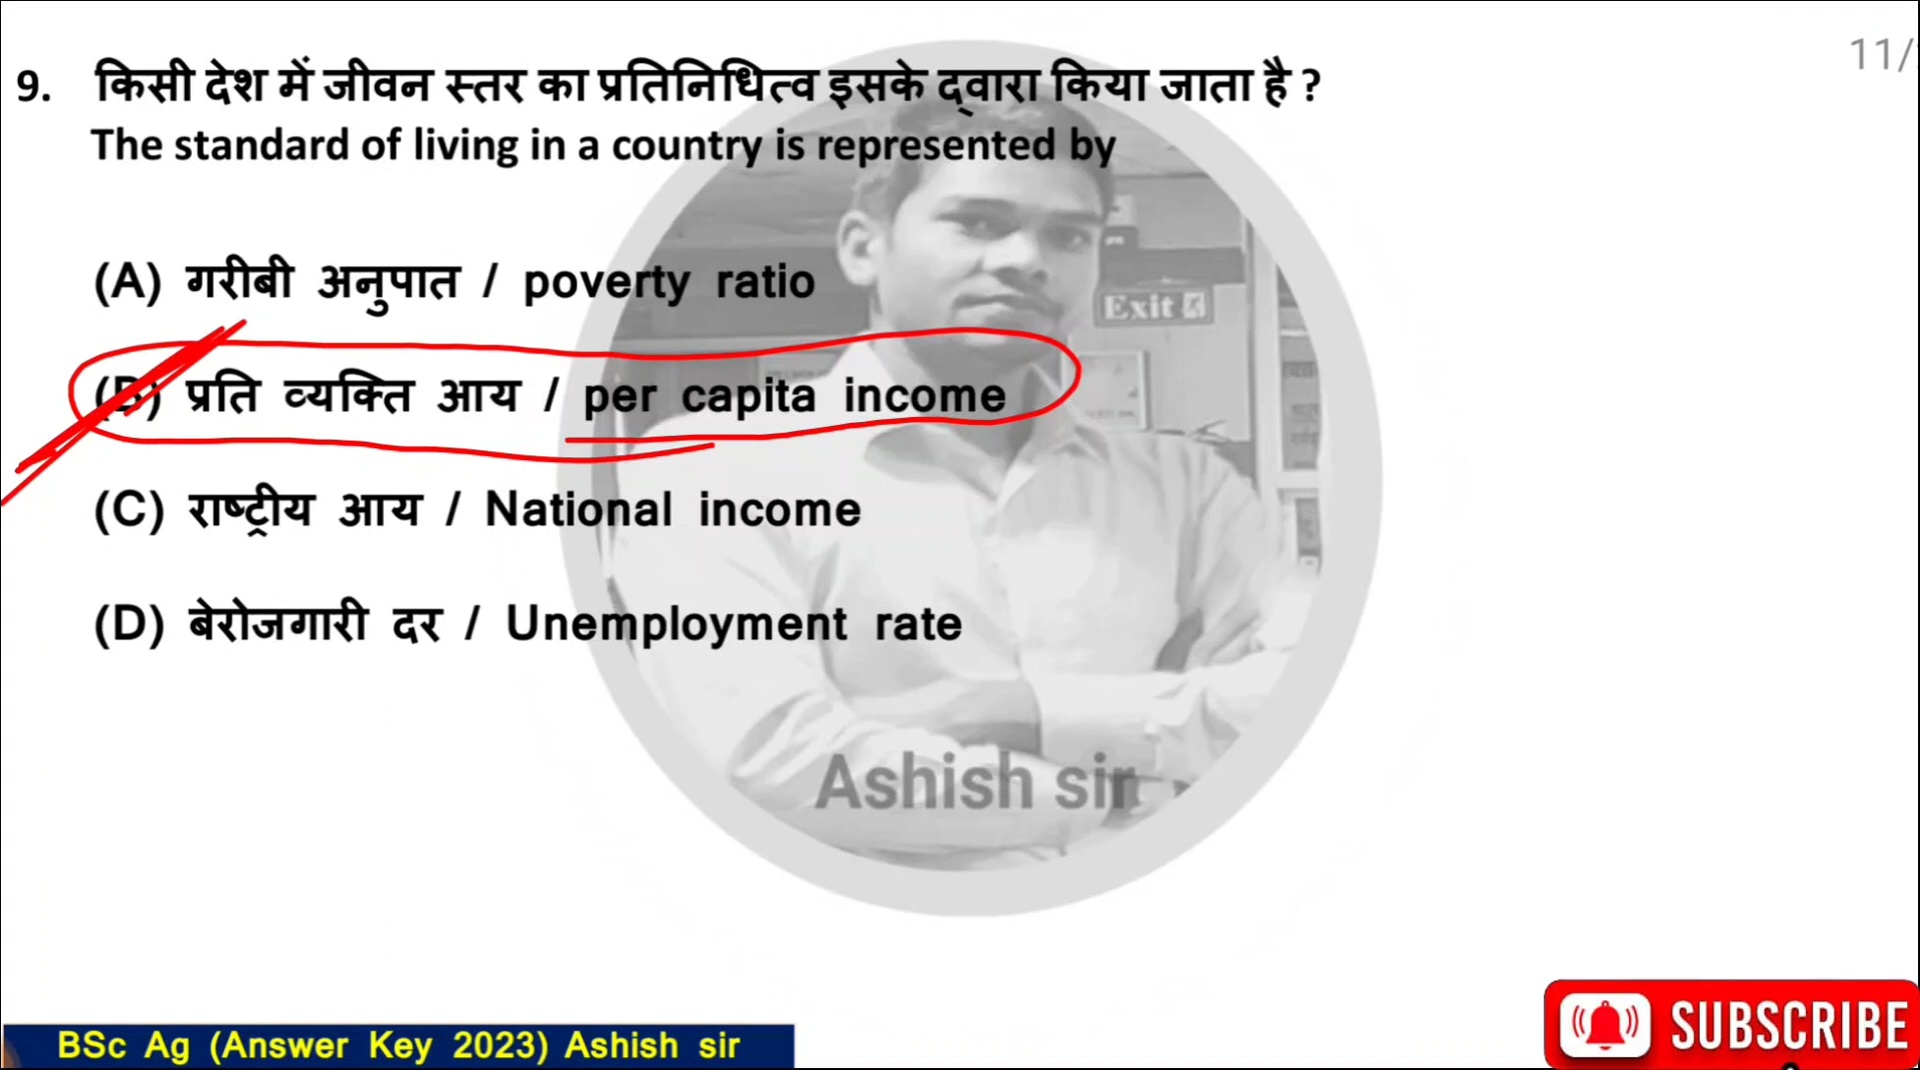 11/
9. किसी देश में जीवन स्तर का प्रतिनिधित्व इसके द्वारा किया जाता है ?
The standard of living in a country is represented by
(A) गरीबी अनुपात / poverty ratio
(B) प्रति व्यक्ति आय / per capita income
(C) राष्ट्रीय आय / National income
(D) बेरोजगारी दर / Unemployment rate
Exit
Ashish sir
BSc Ag (Answer Key 2023) Ashish sir
SUBSCRIBE